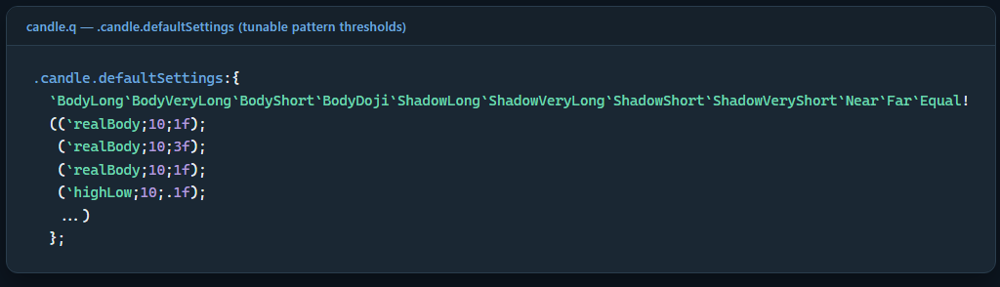 candle.q — .candle.defaultSettings (tunable pattern thresholds)
.candle.defaultSettings:{
  `BodyLong`BodyVeryLong`BodyShort`BodyDoji`ShadowLong`ShadowVeryLong`ShadowShort`ShadowVeryShort`Near`Far`Equal!
  ((`realBody;10;1f);
   (`realBody;10;3f);
   (`realBody;10;1f);
   (`highLow;10;.1f);
   ...)
  };